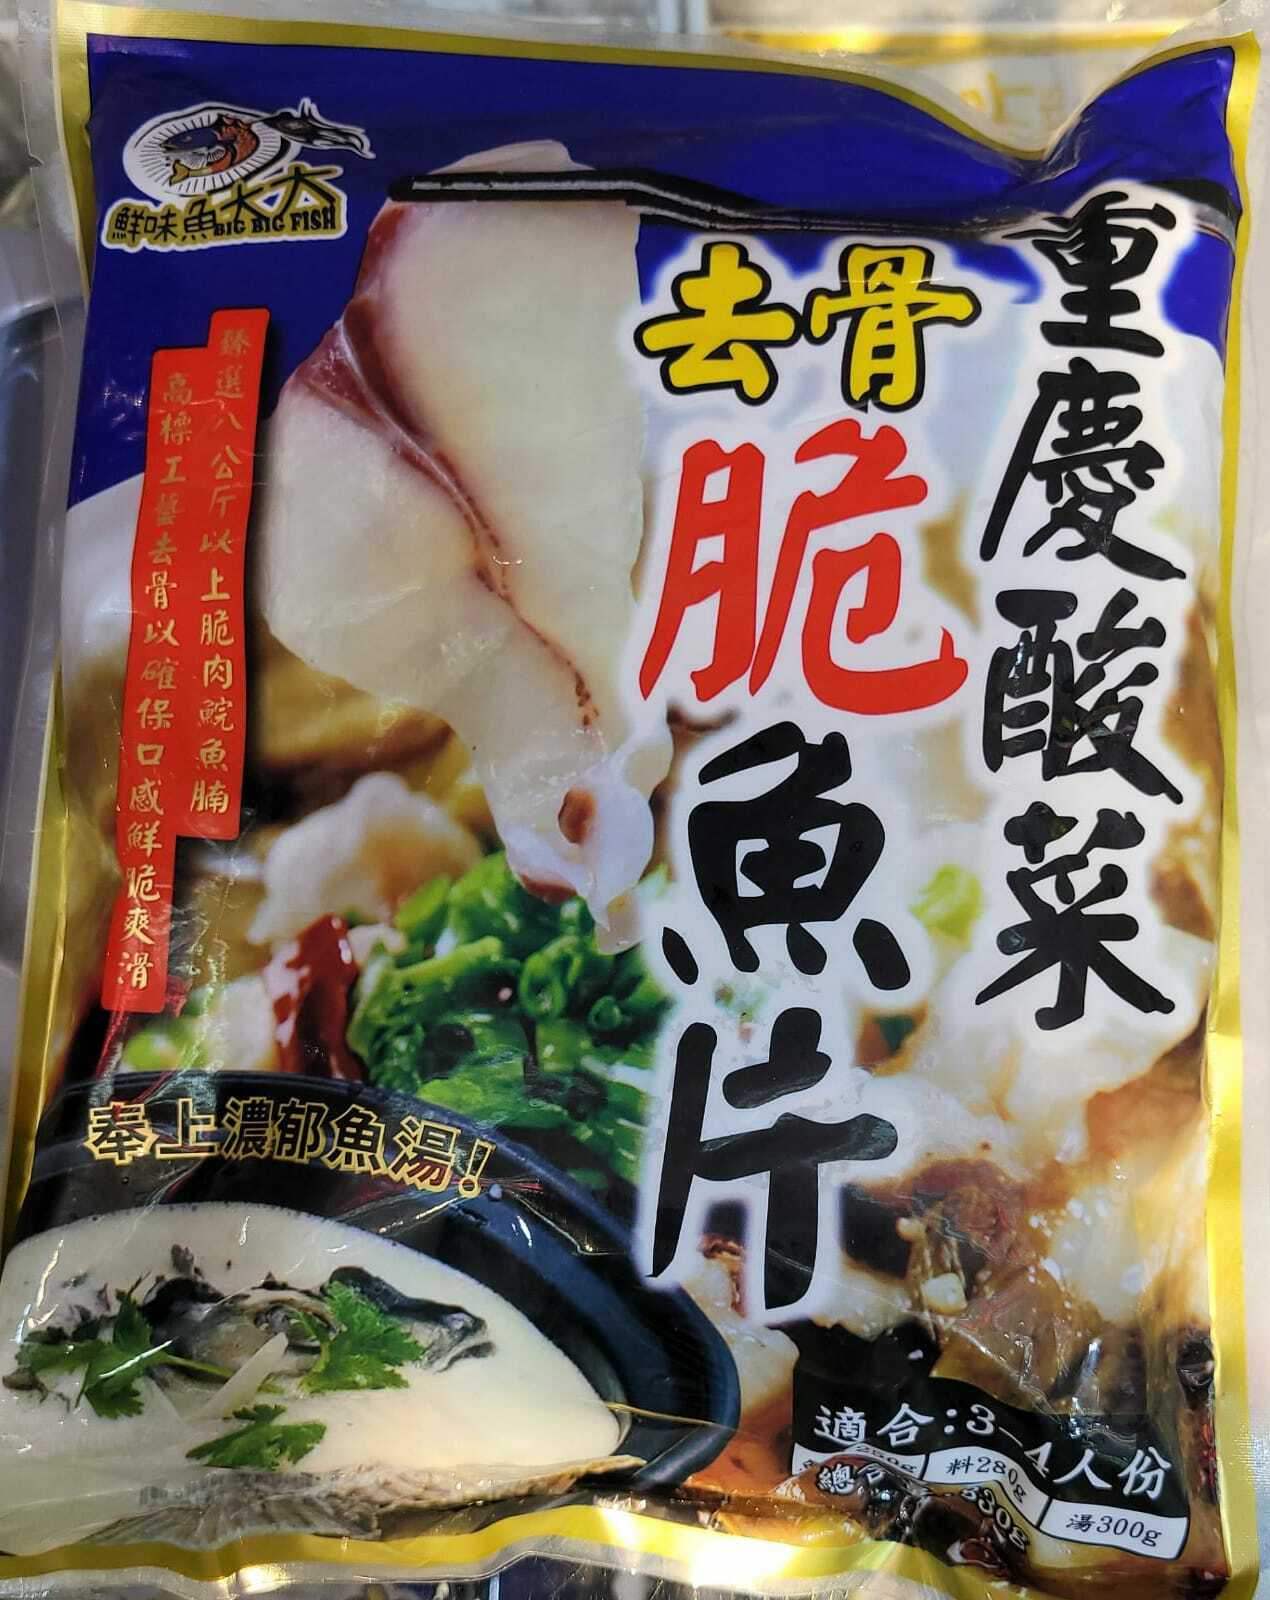 鮮味魚大大
BIG BIG FISH
重慶酸菜
去骨
脆魚片
臻選八公斤以上脆肉鯇魚腩
高標工藝去骨以確保口感鮮脆爽滑
奉上濃郁魚湯!
適合:3-4人份
250g
料280g
湯300g
830g